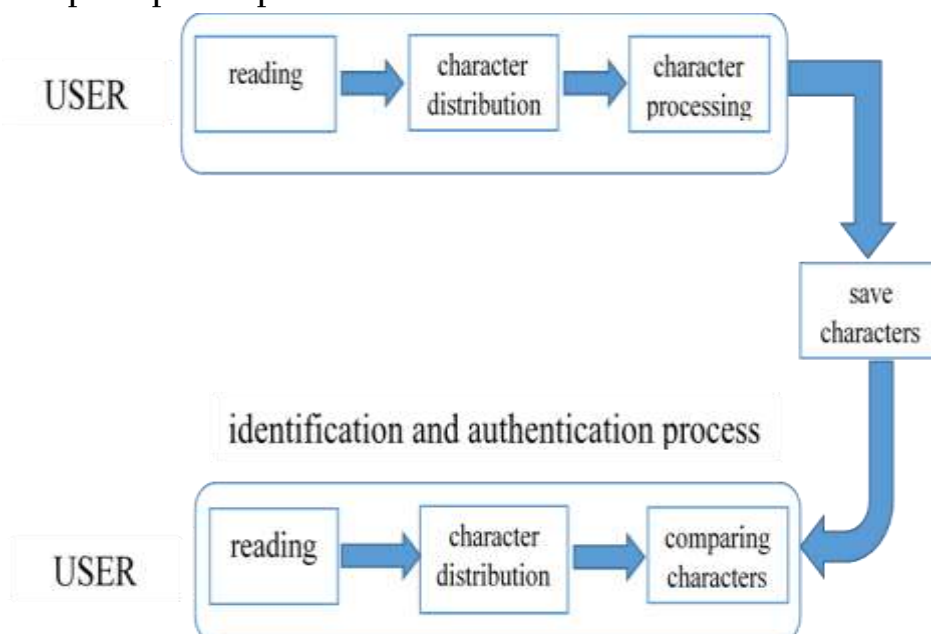 USER
reading
character
distribution
character
processing
save
characters
identification and authentication process
USER
reading
character
distribution
comparing
characters